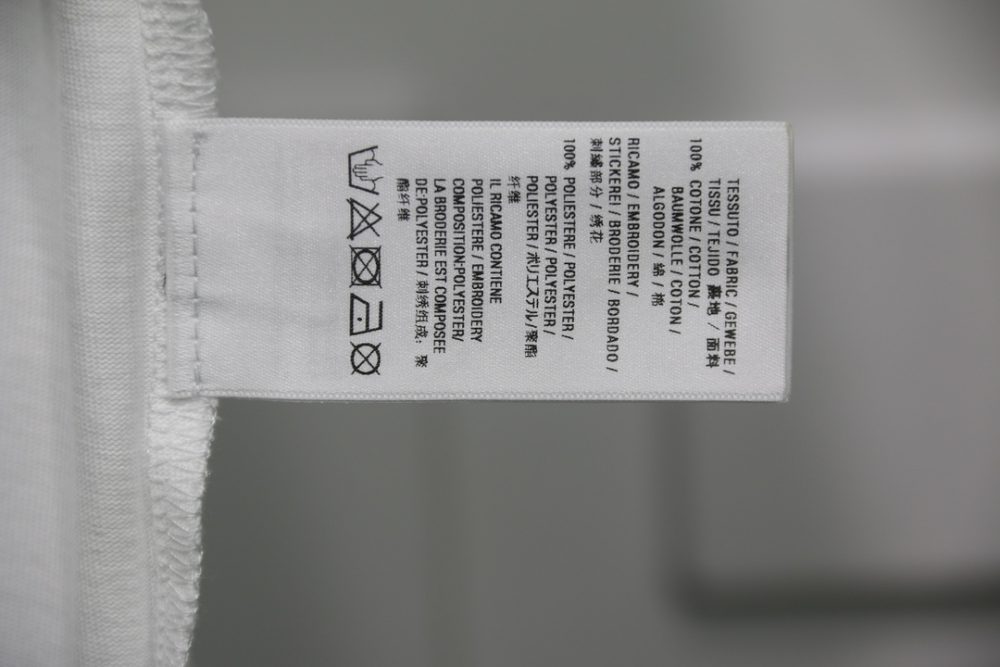 TESSUTO / FABRIC / GEWEBE /
TISSU / TEJIDO 裏地 / 面料
100% COTONE / COTTON /
BAUMWOLLE / COTON /
ALGODON / 綿 / 棉
RICAMO / EMBROIDERY /
STICKEREI / BRODERIE / BORDADO /
刺繍部分 / 绣花
100% POLIESTERE / POLYESTER /
POLYESTER / POLYESTER /
POLIESTER / ポリエステル / 聚酯
纤维
IL RICAMO CONTIENE
POLIESTERE / EMBROIDERY
COMPOSITION:POLYESTER/
LA BRODERIE EST COMPOSEE
DE:POLYESTER / 刺绣组成：聚
酯纤维